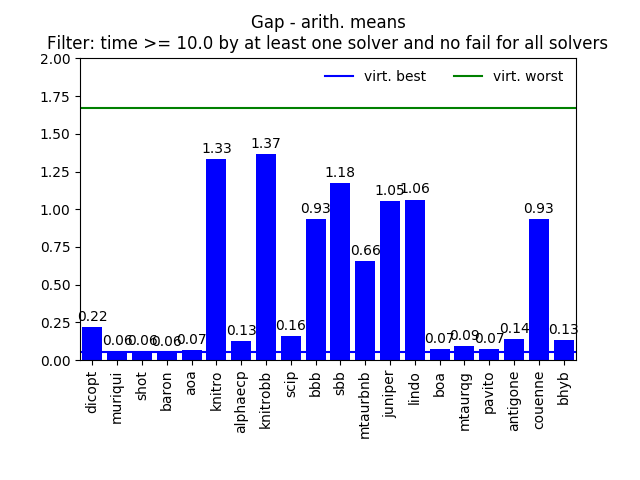 Gap - arith. means
Filter: time >= 10.0 by at least one solver and no fail for all solvers
virt. best
virt. worst
2.00
1.75
1.50
1.25
1.00
0.75
0.50
0.25
0.00
0.22
0.06
0.06
0.06
0.07
1.33
0.13
1.37
0.16
0.93
1.18
0.66
1.05
1.06
0.07
0.09
0.07
0.14
0.93
0.13
dicopt
muriqui
shot
baron
aoa
knitro
alphaecp
knitrobb
scip
bbb
sbb
mtaurbnb
juniper
lindo
boa
mtaurqg
pavito
antigone
couenne
bhyb